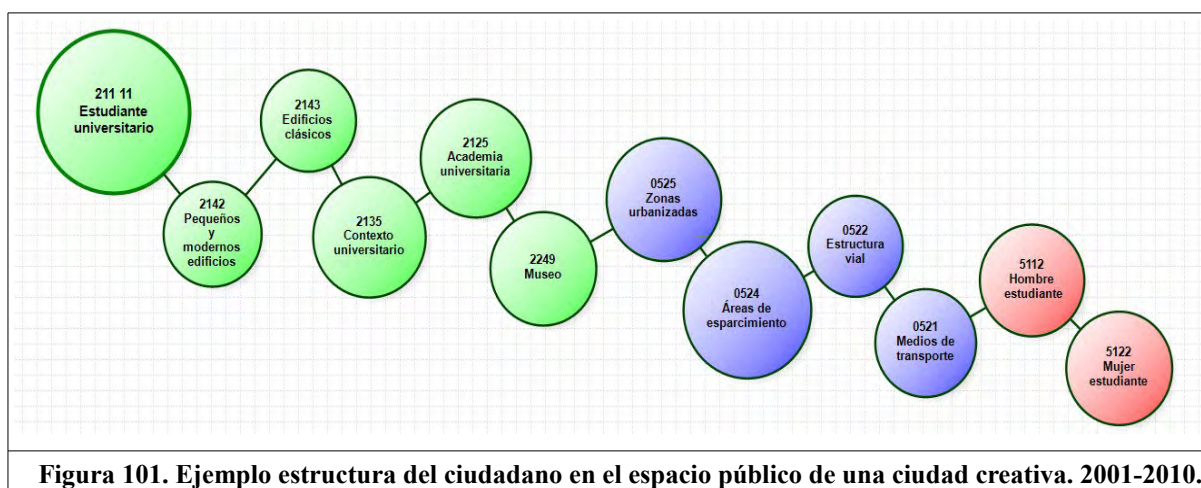 211 11
Estudiante
universitario
2142
Pequeños
y
modernos
edificios
2143
Edificios
clásicos
2135
Contexto
universitario
2125
Academia
universitaria
2249
Museo
0525
Zonas
urbanizadas
0524
Áreas de
esparcimiento
0522
Estructura
vial
0521
Medios de
transporte
5112
Hombre
estudiante
5122
Mujer
estudiante
Figura 101. Ejemplo estructura del ciudadano en el espacio público de una ciudad creativa. 2001-2010.